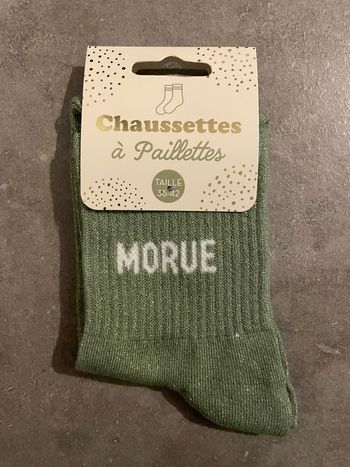 Chaussettes
à Paillettes
TAILLE
36-42
MORUE